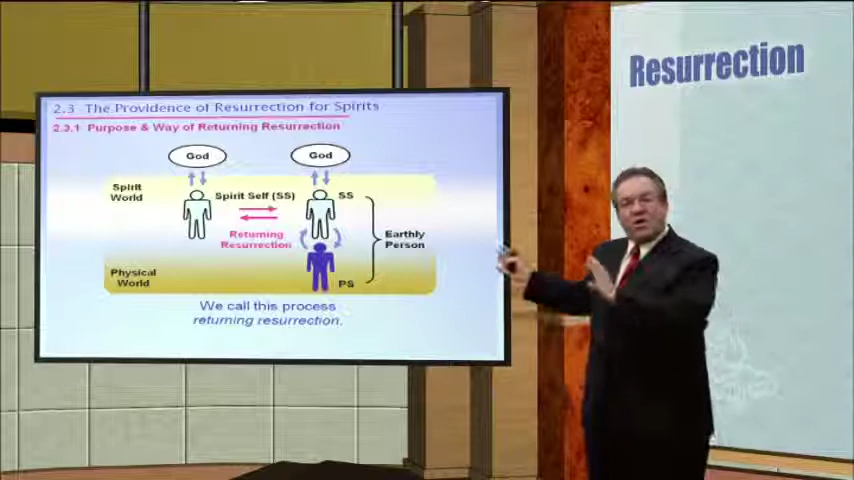 Resurrection
2.3 The Providence of Resurrection for Spirits
2.3.1 Purpose & Way of Returning Resurrection
God
God
Spirit
World
Spirit Self (SS)
SS
Returning
Resurrection
Earthly
Person
Physical
World
PS
We call this process
returning resurrection.